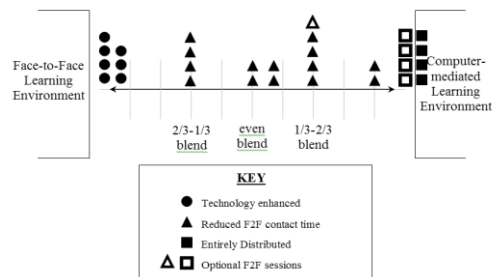 Face-to-Face
Learning
Environment
Computer-
mediated
Learning
Environment
2/3-1/3
blend
even
blend
1/3-2/3
blend
KEY
Technology enhanced
Reduced F2F contact time
Entirely Distributed
Optional F2F sessions